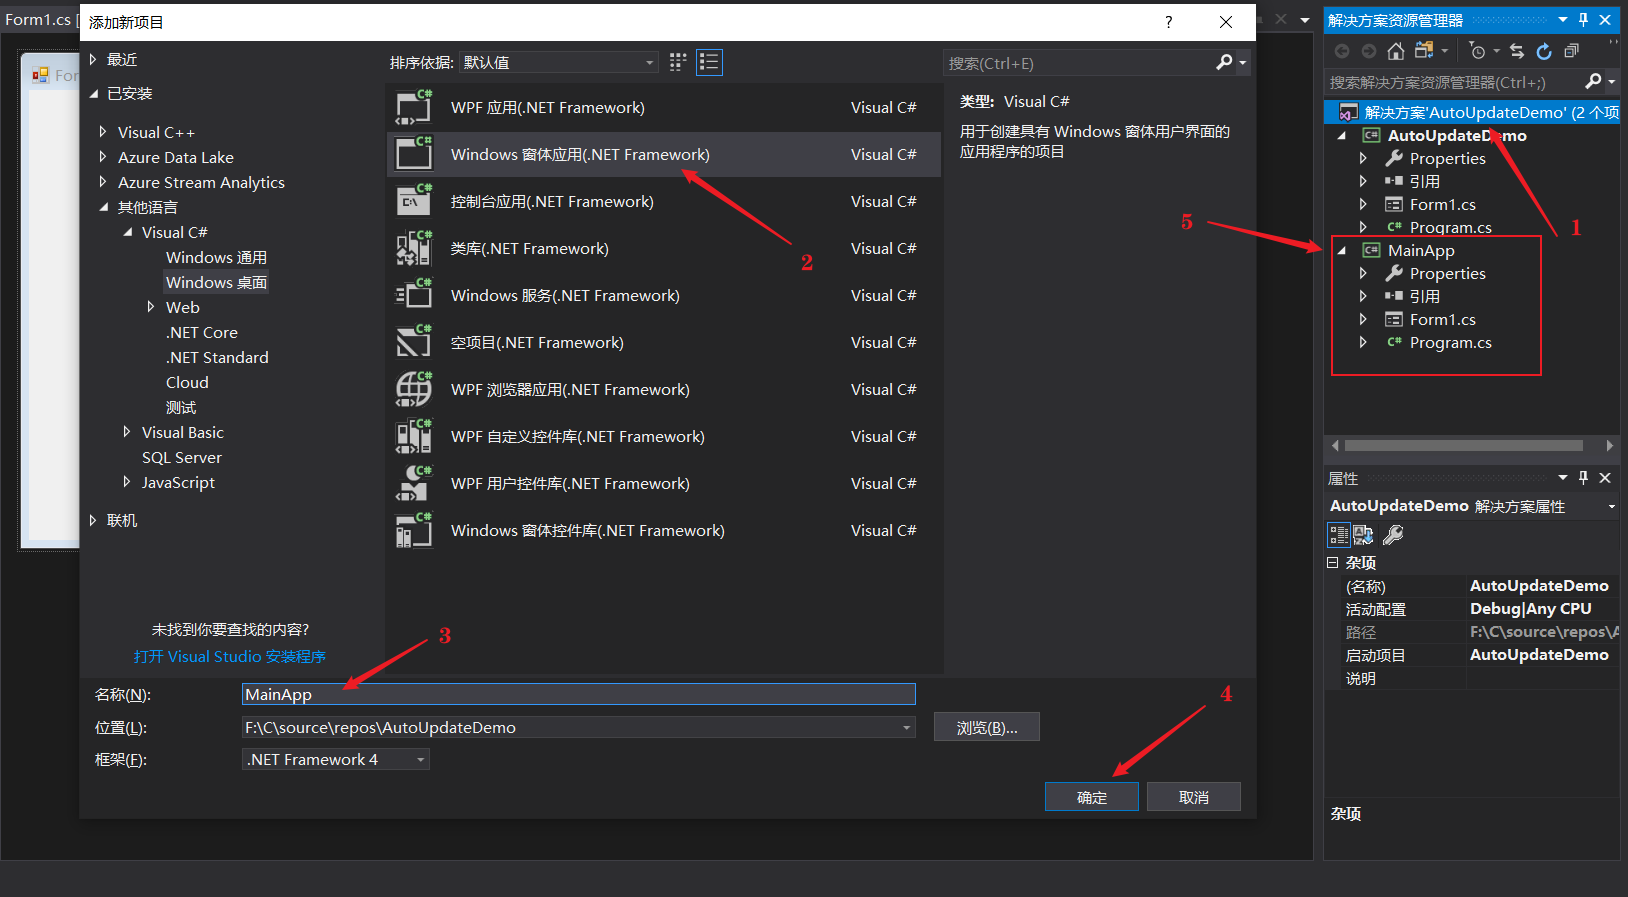 Form1.cs [
添加新项目
?
最近
已安装
Visual C++
Azure Data Lake
Azure Stream Analytics
其他语言
Visual C#
Windows 通用
Windows 桌面
Web
.NET Core
.NET Standard
Cloud
测试
Visual Basic
SQL Server
JavaScript
联机
未找到你要查找的内容?
打开 Visual Studio 安装程序
排序依据: 默认值
搜索(Ctrl+E)
WPF 应用(.NET Framework) Visual C#
Windows 窗体应用(.NET Framework) Visual C#
控制台应用(.NET Framework) Visual C#
类库(.NET Framework) Visual C#
Windows 服务(.NET Framework) Visual C#
空项目(.NET Framework) Visual C#
WPF 浏览器应用(.NET Framework) Visual C#
WPF 自定义控件库(.NET Framework) Visual C#
WPF 用户控件库(.NET Framework) Visual C#
Windows 窗体控件库(.NET Framework) Visual C#
类型: Visual C#
用于创建具有 Windows 窗体用户界面的
应用程序的项目
2
3
4
5
1
名称(N): MainApp
位置(L): F:\C\source\repos\AutoUpdateDemo 浏览(B)...
框架(F): .NET Framework 4
确定 取消
解决方案资源管理器
搜索解决方案资源管理器(Ctrl+;)
解决方案'AutoUpdateDemo' (2 个项
AutoUpdateDemo
Properties
引用
Form1.cs
Program.cs
MainApp
Properties
引用
Form1.cs
Program.cs
属性
AutoUpdateDemo 解决方案属性
杂项
(名称) AutoUpdateDemo
活动配置 Debug|Any CPU
路径 F:\C\source\repos\A
启动项目 AutoUpdateDemo
说明
杂项